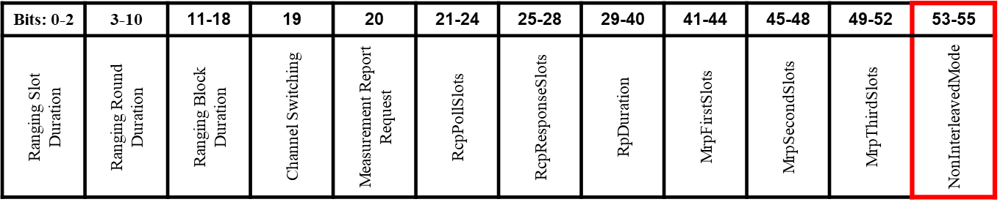 Bits: 0-2 3-10 11-18 19 20 21-24 25-28 29-40 41-44 45-48 49-52 53-55
Ranging Slot
Duration
Ranging Round
Duration
Ranging Block
Duration
Channel Switching
Measurement Report
Request
RcpPollSlots
RcpResponseSlots
RpDuration
MrpFirstSlots
MrpSecondSlots
MrpThirdSlots
NonInterleavedMode